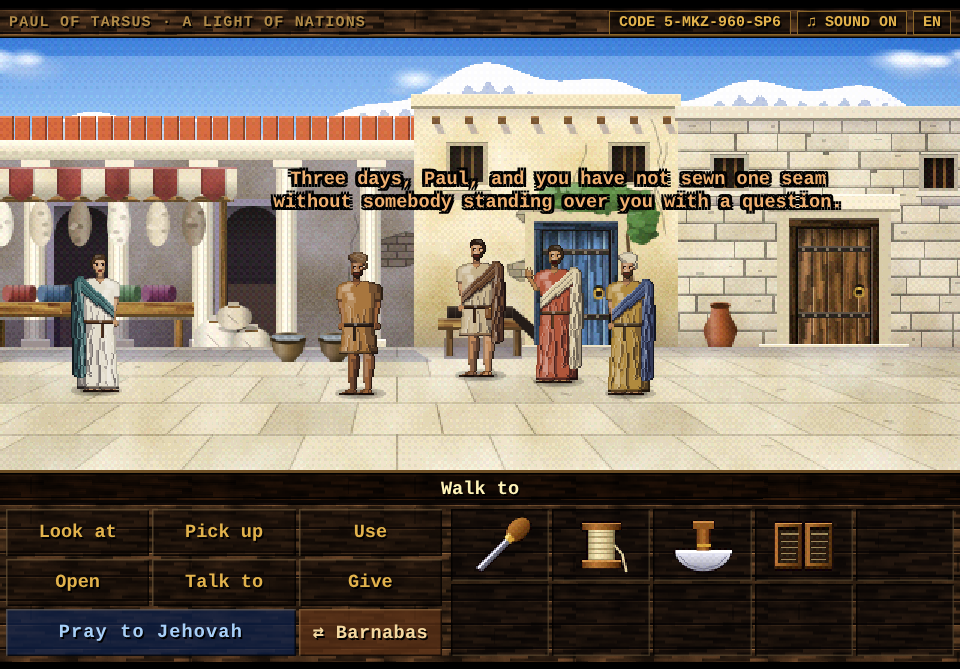 PAUL OF TARSUS · A LIGHT OF NATIONS
CODE 5-MKZ-960-SP6
♫ SOUND ON
EN
Three days, Paul, and you have not sewn one seam
without somebody standing over you with a question.
Walk to
Look at
Pick up
Use
Open
Talk to
Give
Pray to Jehovah
⇄ Barnabas